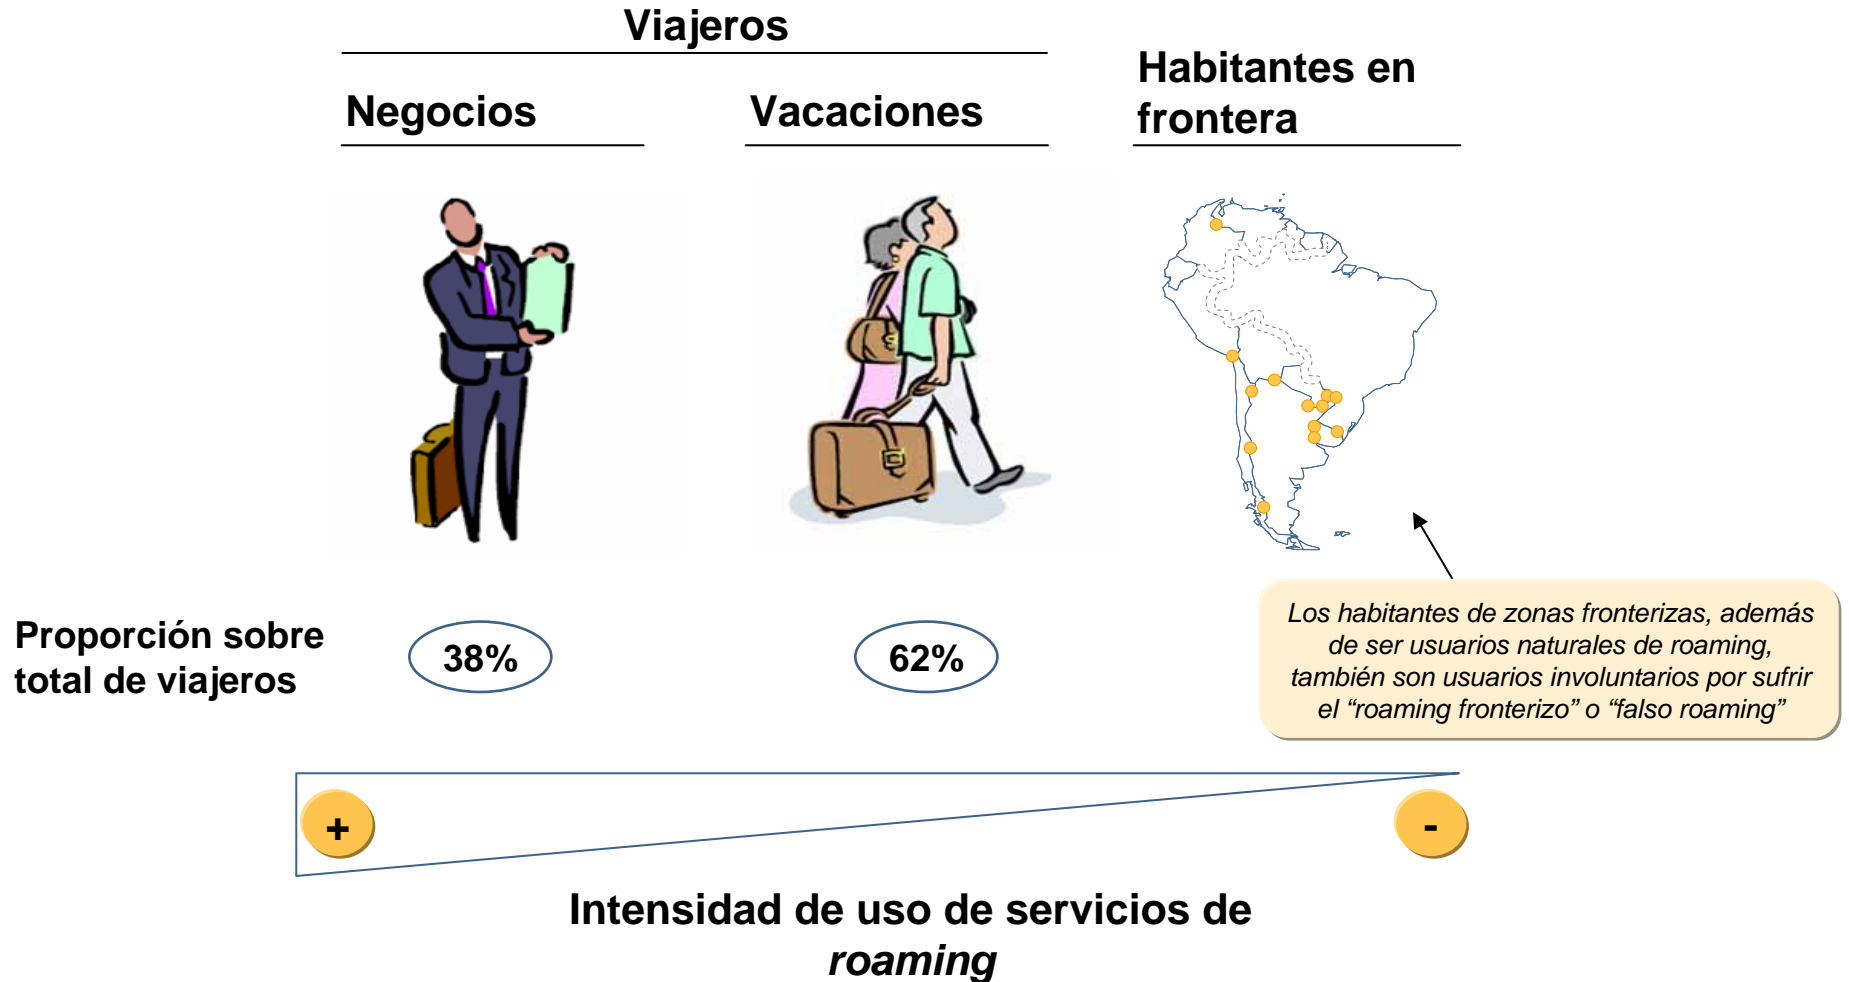 Viajeros
Negocios
Vacaciones
Habitantes en
frontera
Proporción sobre
total de viajeros
38%
62%
Los habitantes de zonas fronterizas, además
de ser usuarios naturales de roaming,
también son usuarios involuntarios por sufrir
el “roaming fronterizo” o “falso roaming”
+
-
Intensidad de uso de servicios de
roaming